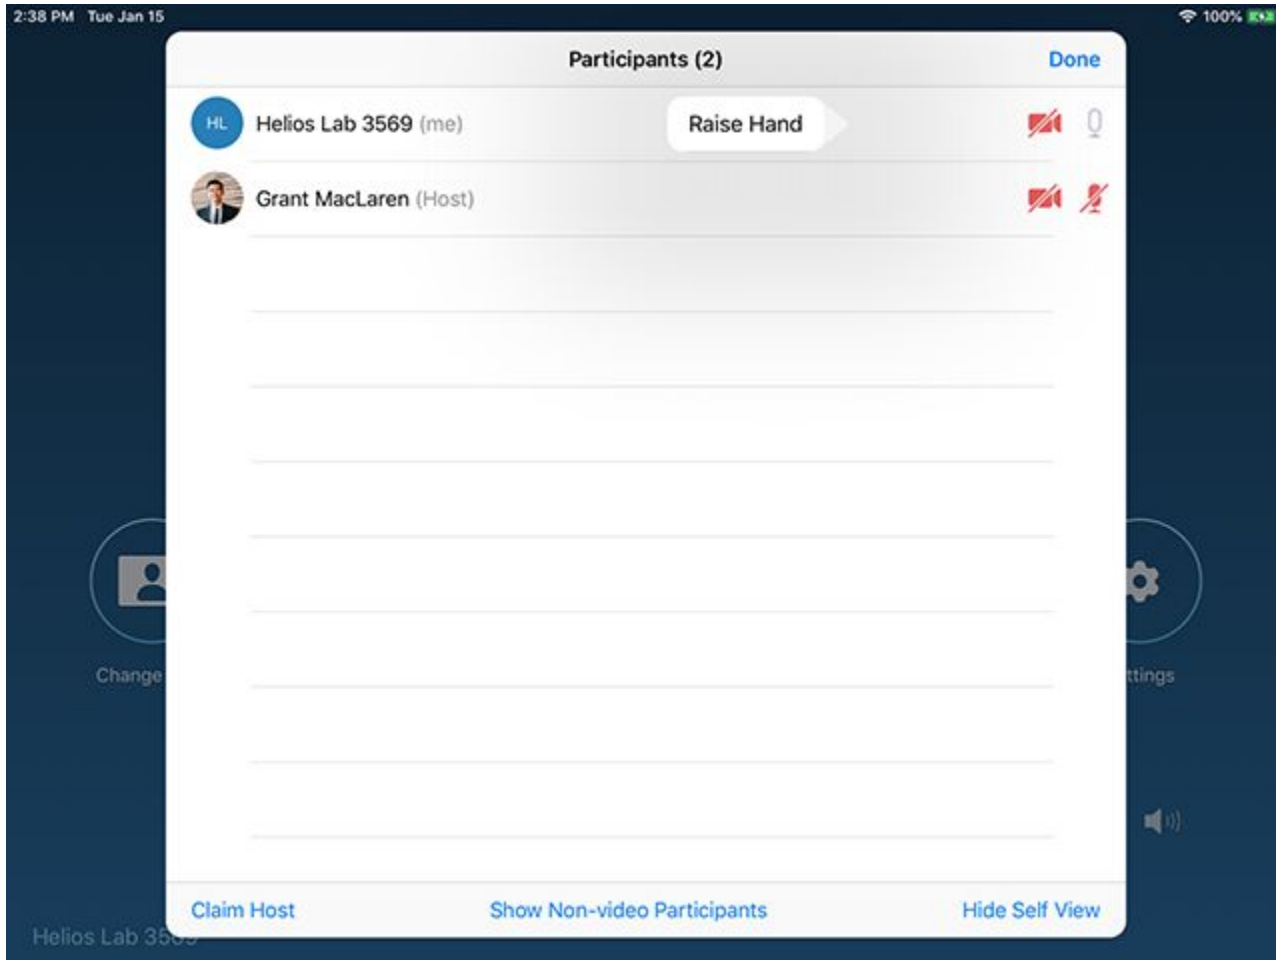 2:38 PM Tue Jan 15
100%
Participants (2)
Done
HL Helios Lab 3569 (me)
Raise Hand
Grant MacLaren (Host)
Change
ttings
Claim Host
Show Non-video Participants
Hide Self View
Helios Lab 3569